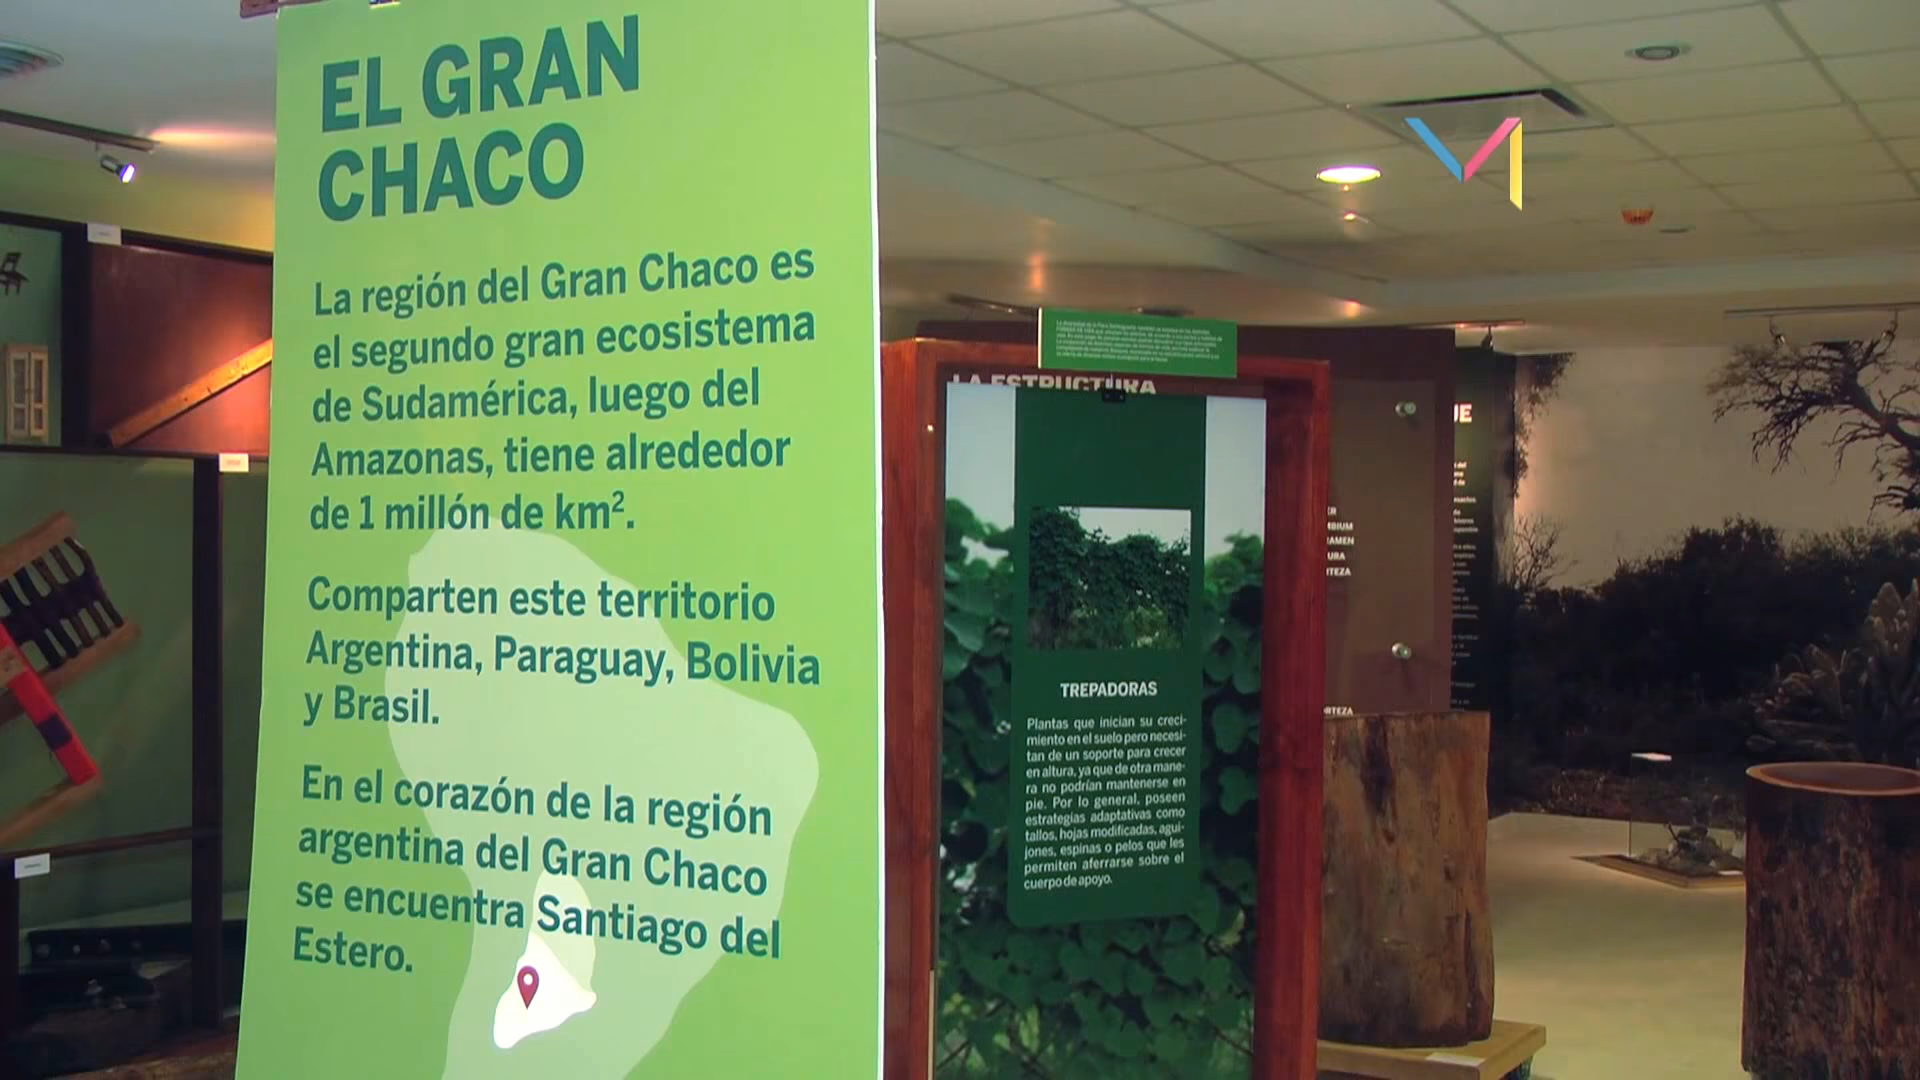 EL GRAN
CHACO
La región del Gran Chaco es
el segundo gran ecosistema
de Sudamérica, luego del
Amazonas, tiene alrededor
de 1 millón de km².
Comparten este territorio
Argentina, Paraguay, Bolivia
y Brasil.
En el corazón de la región
argentina del Gran Chaco
se encuentra Santiago del
Estero.
LA ESTRUCTURA
TREPADORAS
Plantas que inician su creci-
miento en el suelo pero necesi-
tan de un soporte para crecer
en altura, ya que de otra mane-
ra no podrían mantenerse en
pie. Por lo general, poseen
estrategias adaptativas como
tallos, hojas modificadas, agui-
jones, espinas o pelos que les
permiten aferrarse sobre el
cuerpo de apoyo.